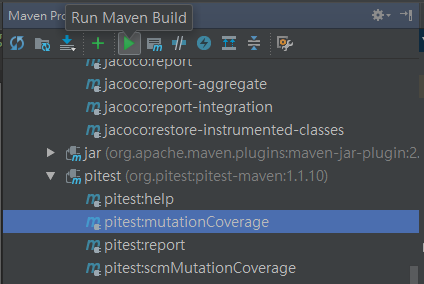 Maven Pro
Run Maven Build
jacoco:report
jacoco:report-aggregate
jacoco:report-integration
jacoco:restore-instrumented-classes
jar (org.apache.maven.plugins:maven-jar-plugin:2.
pitest (org.pitest:pitest-maven:1.1.10)
pitest:help
pitest:mutationCoverage
pitest:report
pitest:scmMutationCoverage